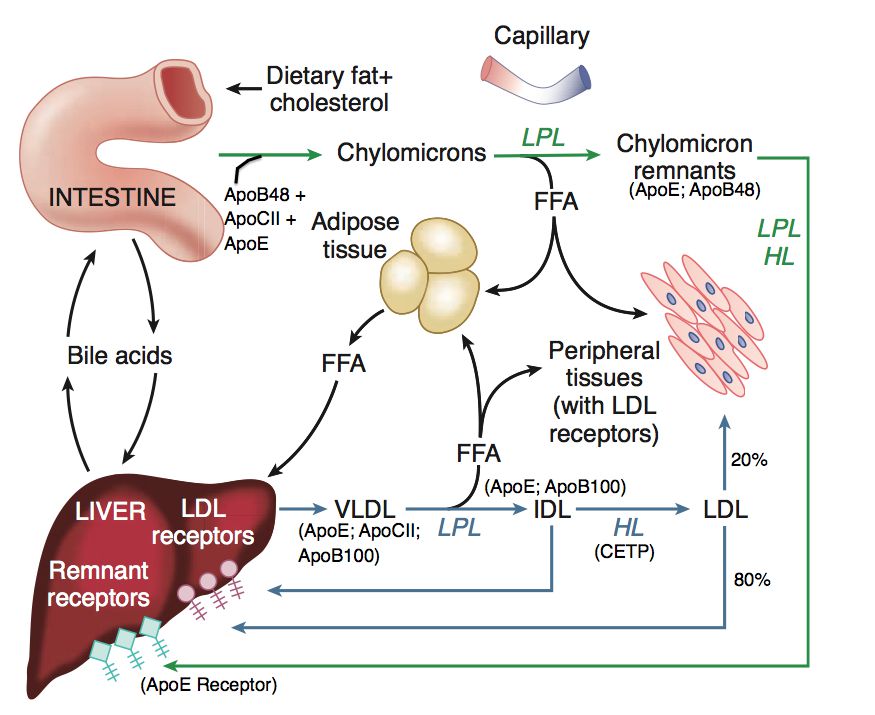 Capillary
Dietary fat+
cholesterol
LPL
Chylomicrons
Chylomicron
remnants
(ApoE; ApoB48)
INTESTINE
ApoB48 +
ApoCII +
ApoE
FFA
Adipose
tissue
LPL
HL
Bile acids
FFA
Peripheral
tissues
(with LDL
receptors)
FFA
20%
LIVER
LDL
receptors
VLDL
(ApoE; ApoCII;
ApoB100)
LPL
(ApoE; ApoB100)
IDL
HL
(CETP)
LDL
Remnant
receptors
80%
(ApoE Receptor)